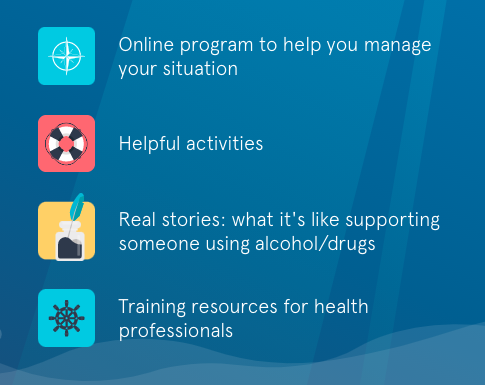 Online program to help you manage
your situation
Helpful activities
Real stories: what it's like supporting
someone using alcohol/drugs
Training resources for health
professionals